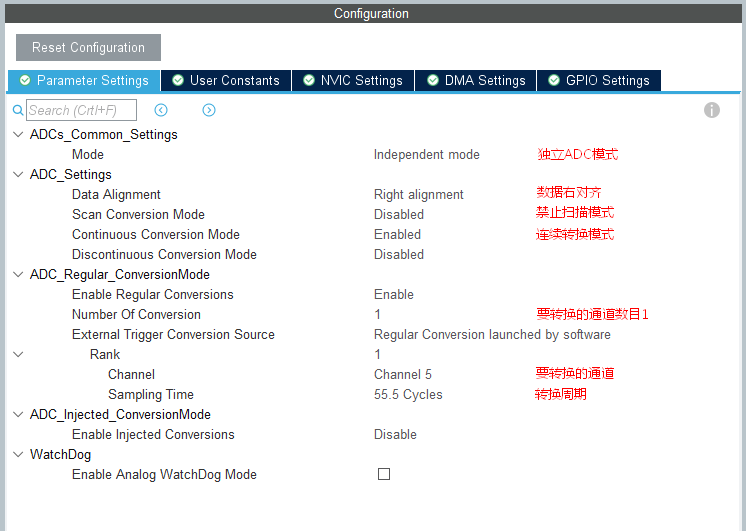 Configuration
Reset Configuration
Parameter Settings User Constants NVIC Settings DMA Settings GPIO Settings
Search (Crtl+F)
ADCs_Common_Settings
Mode Independent mode 独立ADC模式
ADC_Settings
Data Alignment Right alignment 数据右对齐
Scan Conversion Mode Disabled 禁止扫描模式
Continuous Conversion Mode Enabled 连续转换模式
Discontinuous Conversion Mode Disabled
ADC_Regular_ConversionMode
Enable Regular Conversions Enable
Number Of Conversion 1 要转换的通道数目1
External Trigger Conversion Source Regular Conversion launched by software
Rank 1
Channel Channel 5 要转换的通道
Sampling Time 55.5 Cycles 转换周期
ADC_Injected_ConversionMode
Enable Injected Conversions Disable
WatchDog
Enable Analog WatchDog Mode